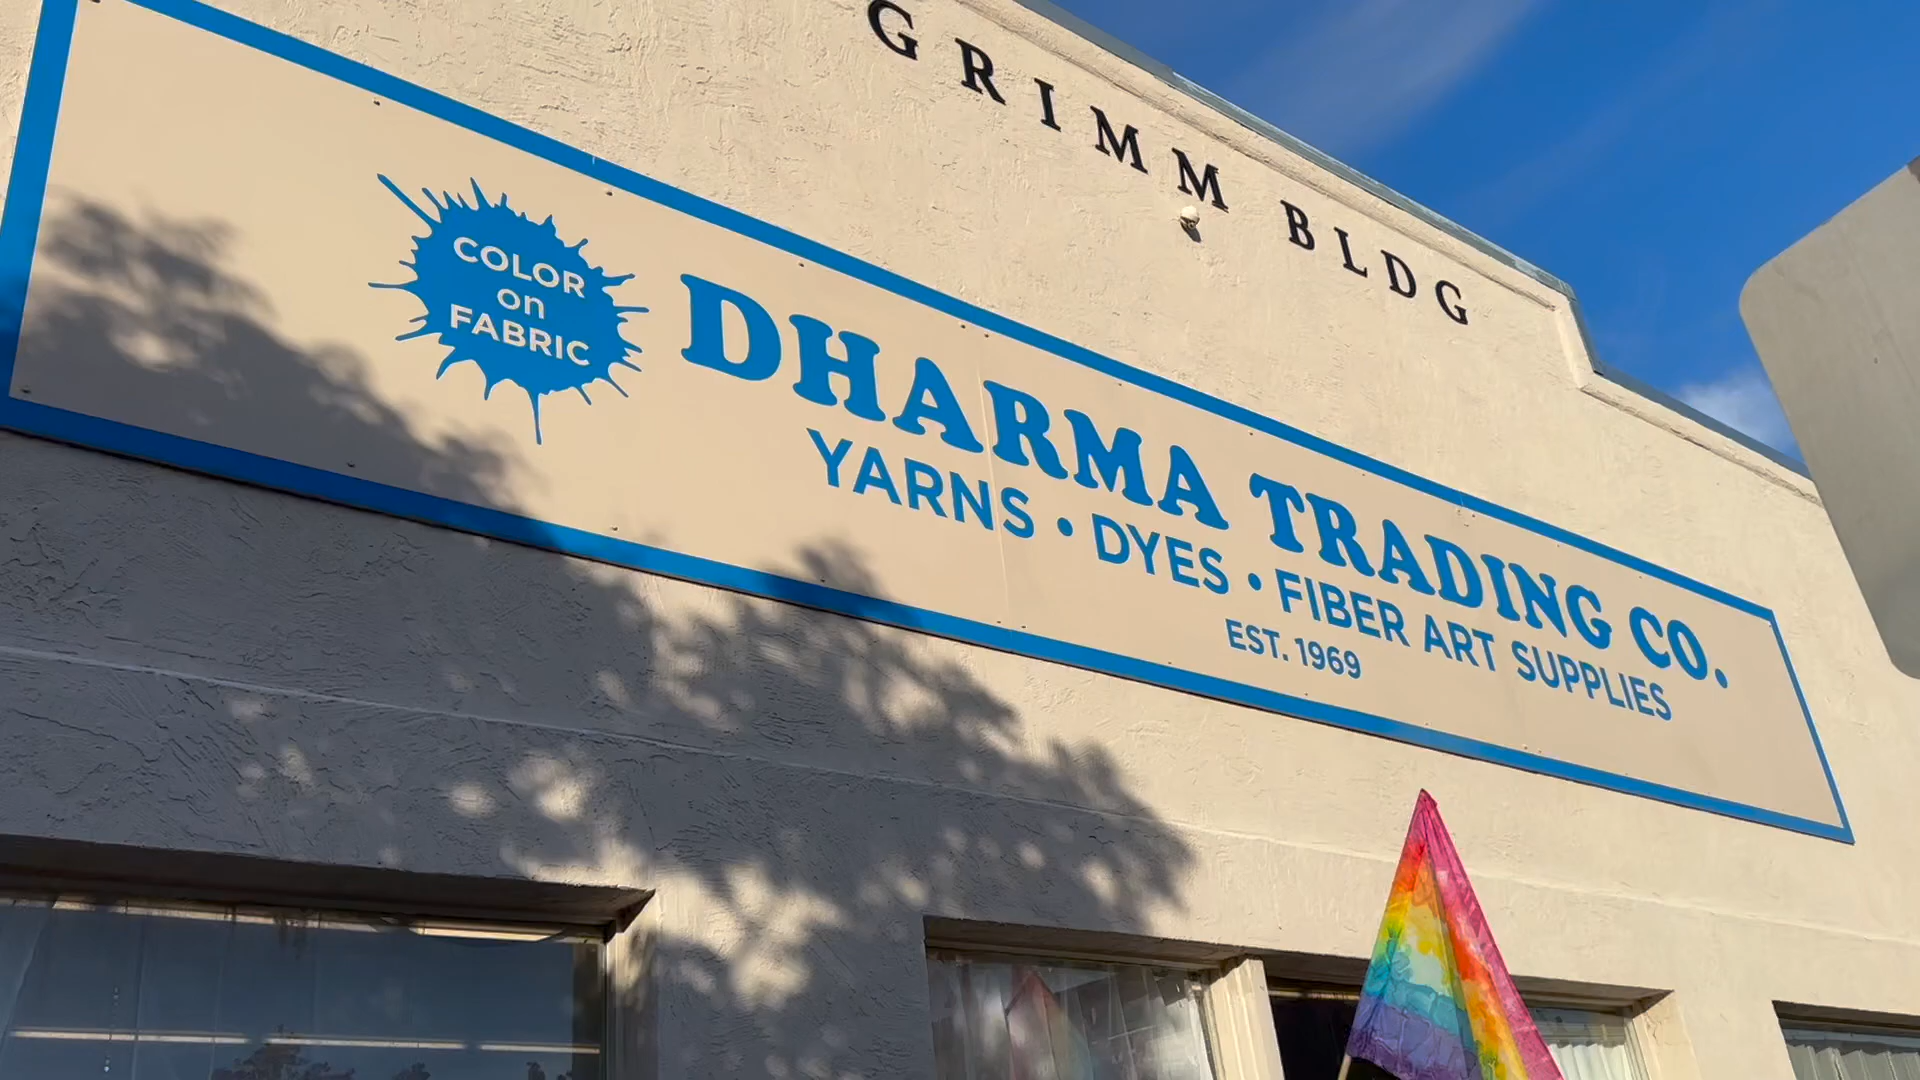 GRIMM BLDG
COLOR
on
FABRIC
DHARMA TRADING CO.
YARNS • DYES • FIBER ART SUPPLIES
EST. 1969